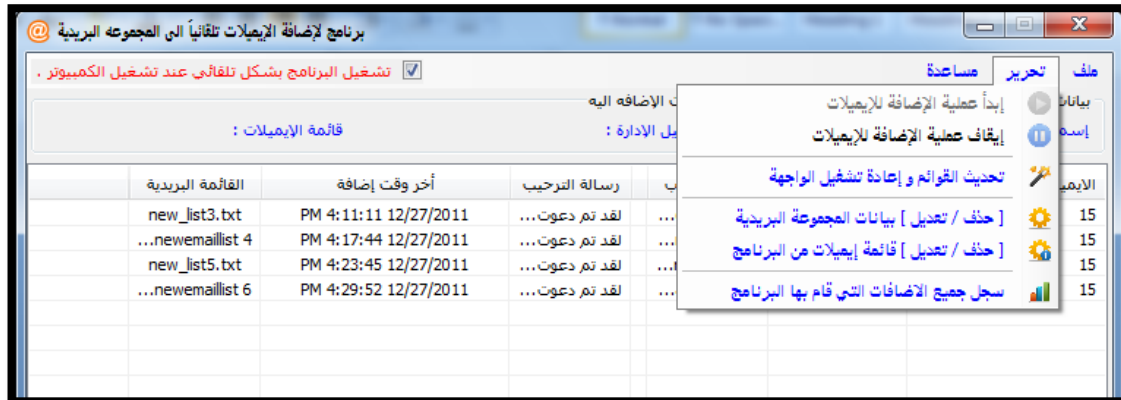 برنامج لإضافة الإيميلات تلقائياً الى المجموعه البريدية
ملف تحرير مساعدة
تشغيل البرنامج بشكل تلقائي عند تشغيل الكمبيوتر .
إبدأ عملية الإضافة للإيميلات
إيقاف عملية الإضافة للإيميلات
تحديث القوائم و إعادة تشغيل الواجهة
[ حذف / تعديل ] بيانات المجموعة البريدية
[ حذف / تعديل ] قائمة إيميلات من البرنامج
سجل جميع الاضافات التي قام بها البرنامج
الإضافه اليه
الإدارة : قائمة الإيميلات :
رسالة الترحيب أخر وقت إضافة القائمة البريدية
15 لقد تم دعوت... 12/27/2011 4:11:11 PM new_list3.txt
15 لقد تم دعوت... 12/27/2011 4:17:44 PM newemaillist 4...
15 لقد تم دعوت... 12/27/2011 4:23:45 PM new_list5.txt
15 لقد تم دعوت... 12/27/2011 4:29:52 PM newemaillist 6...